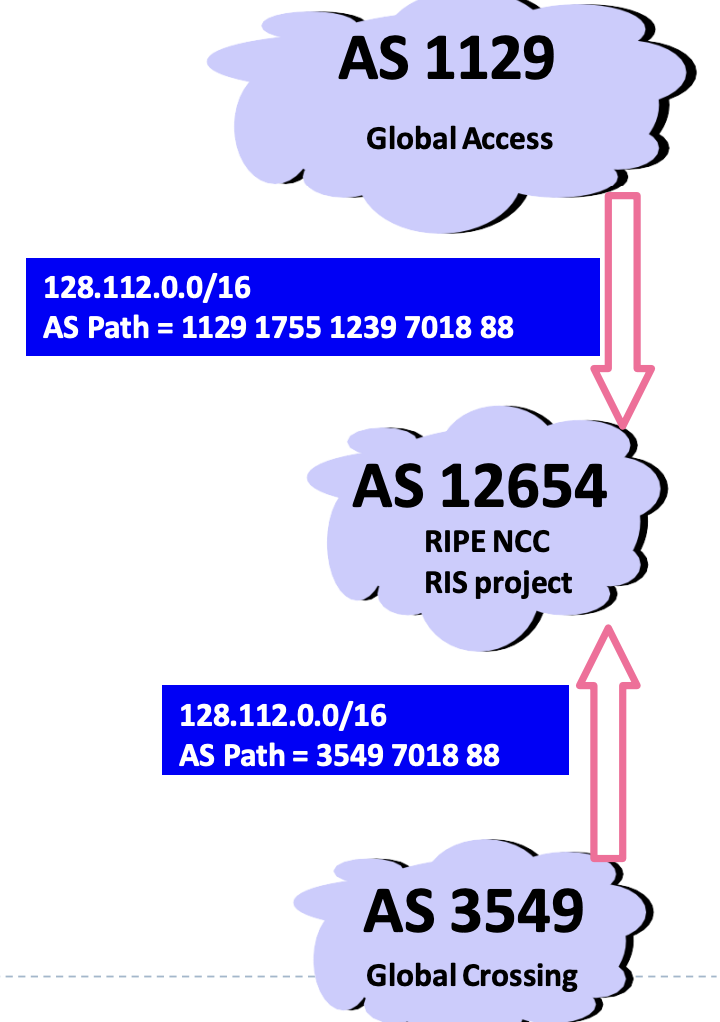 AS 1129
Global Access
128.112.0.0/16
AS Path = 1129 1755 1239 7018 88
AS 12654
RIPE NCC
RIS project
128.112.0.0/16
AS Path = 3549 7018 88
AS 3549
Global Crossing